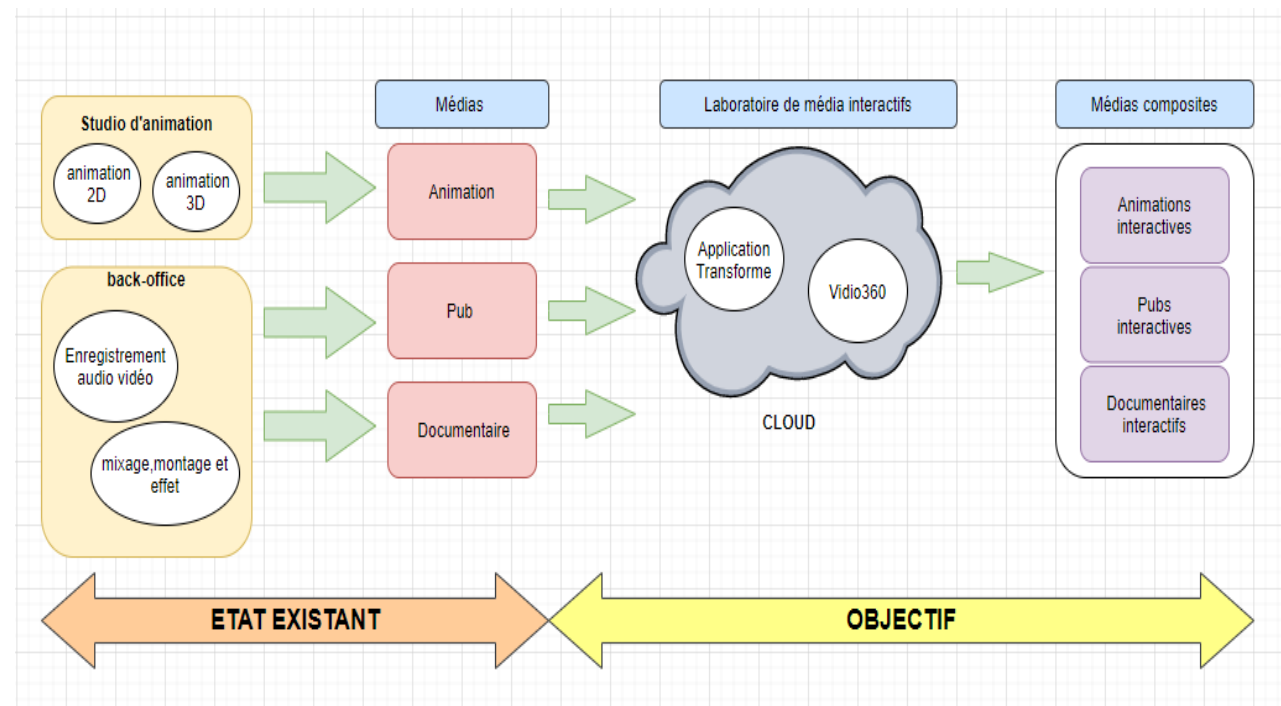 Studio d'animation
animation
2D
animation
3D
back-office
Enregistrement
audio vidéo
mixage,montage et
effet
Médias
Animation
Pub
Documentaire
Laboratoire de média interactifs
Application
Transforme
Vidio360
CLOUD
Médias composites
Animations
interactives
Pubs
interactives
Documentaires
interactifs
ETAT EXISTANT
OBJECTIF